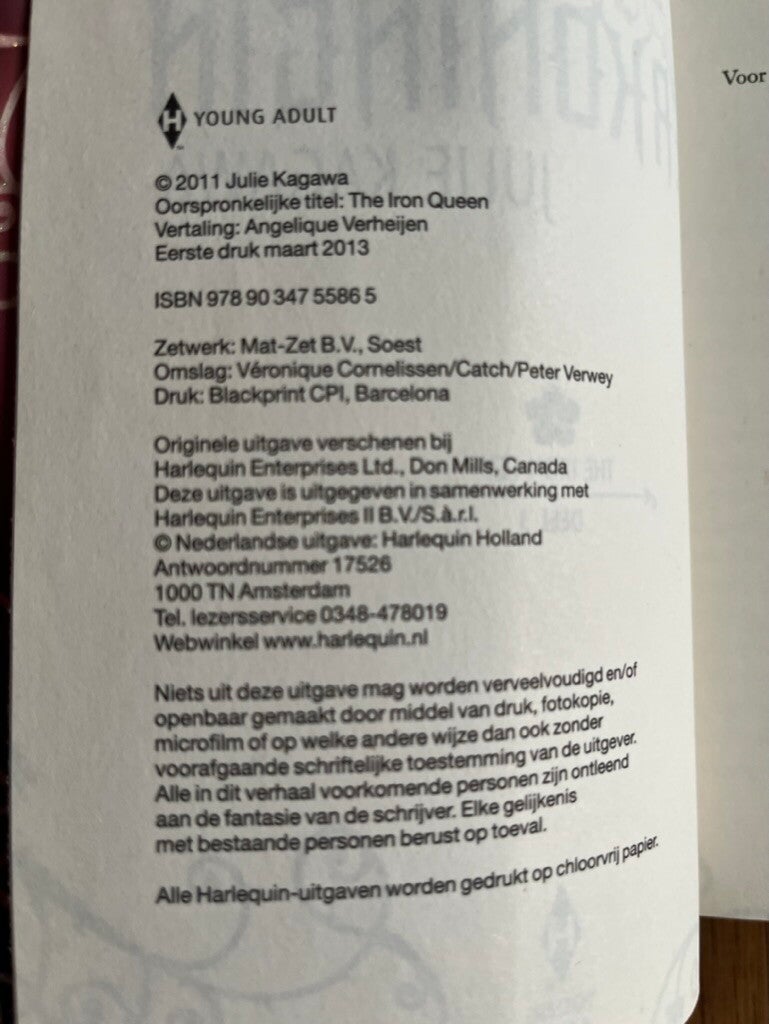 H YOUNG ADULT
© 2011 Julie Kagawa
Oorspronkelijke titel: The Iron Queen
Vertaling: Angelique Verheijen
Eerste druk maart 2013
ISBN 978 90 347 5586 5
Zetwerk: Mat-Zet B.V., Soest
Omslag: Véronique Cornelissen/Catch/Peter Verwey
Druk: Blackprint CPI, Barcelona
Originele uitgave verschenen bij
Harlequin Enterprises Ltd., Don Mills, Canada
Deze uitgave is uitgegeven in samenwerking met
Harlequin Enterprises II B.V./S.à.r.l.
© Nederlandse uitgave: Harlequin Holland
Antwoordnummer 17526
1000 TN Amsterdam
Tel. lezersservice 0348-478019
Webwinkel www.harlequin.nl
Niets uit deze uitgave mag worden verveelvoudigd en/of
openbaar gemaakt door middel van druk, fotokopie,
microfilm of op welke andere wijze dan ook zonder
voorafgaande schriftelijke toestemming van de uitgever.
Alle in dit verhaal voorkomende personen zijn ontleend
aan de fantasie van de schrijver. Elke gelijkenis
met bestaande personen berust op toeval.
Alle Harlequin-uitgaven worden gedrukt op chloorvrij papier.
Voor